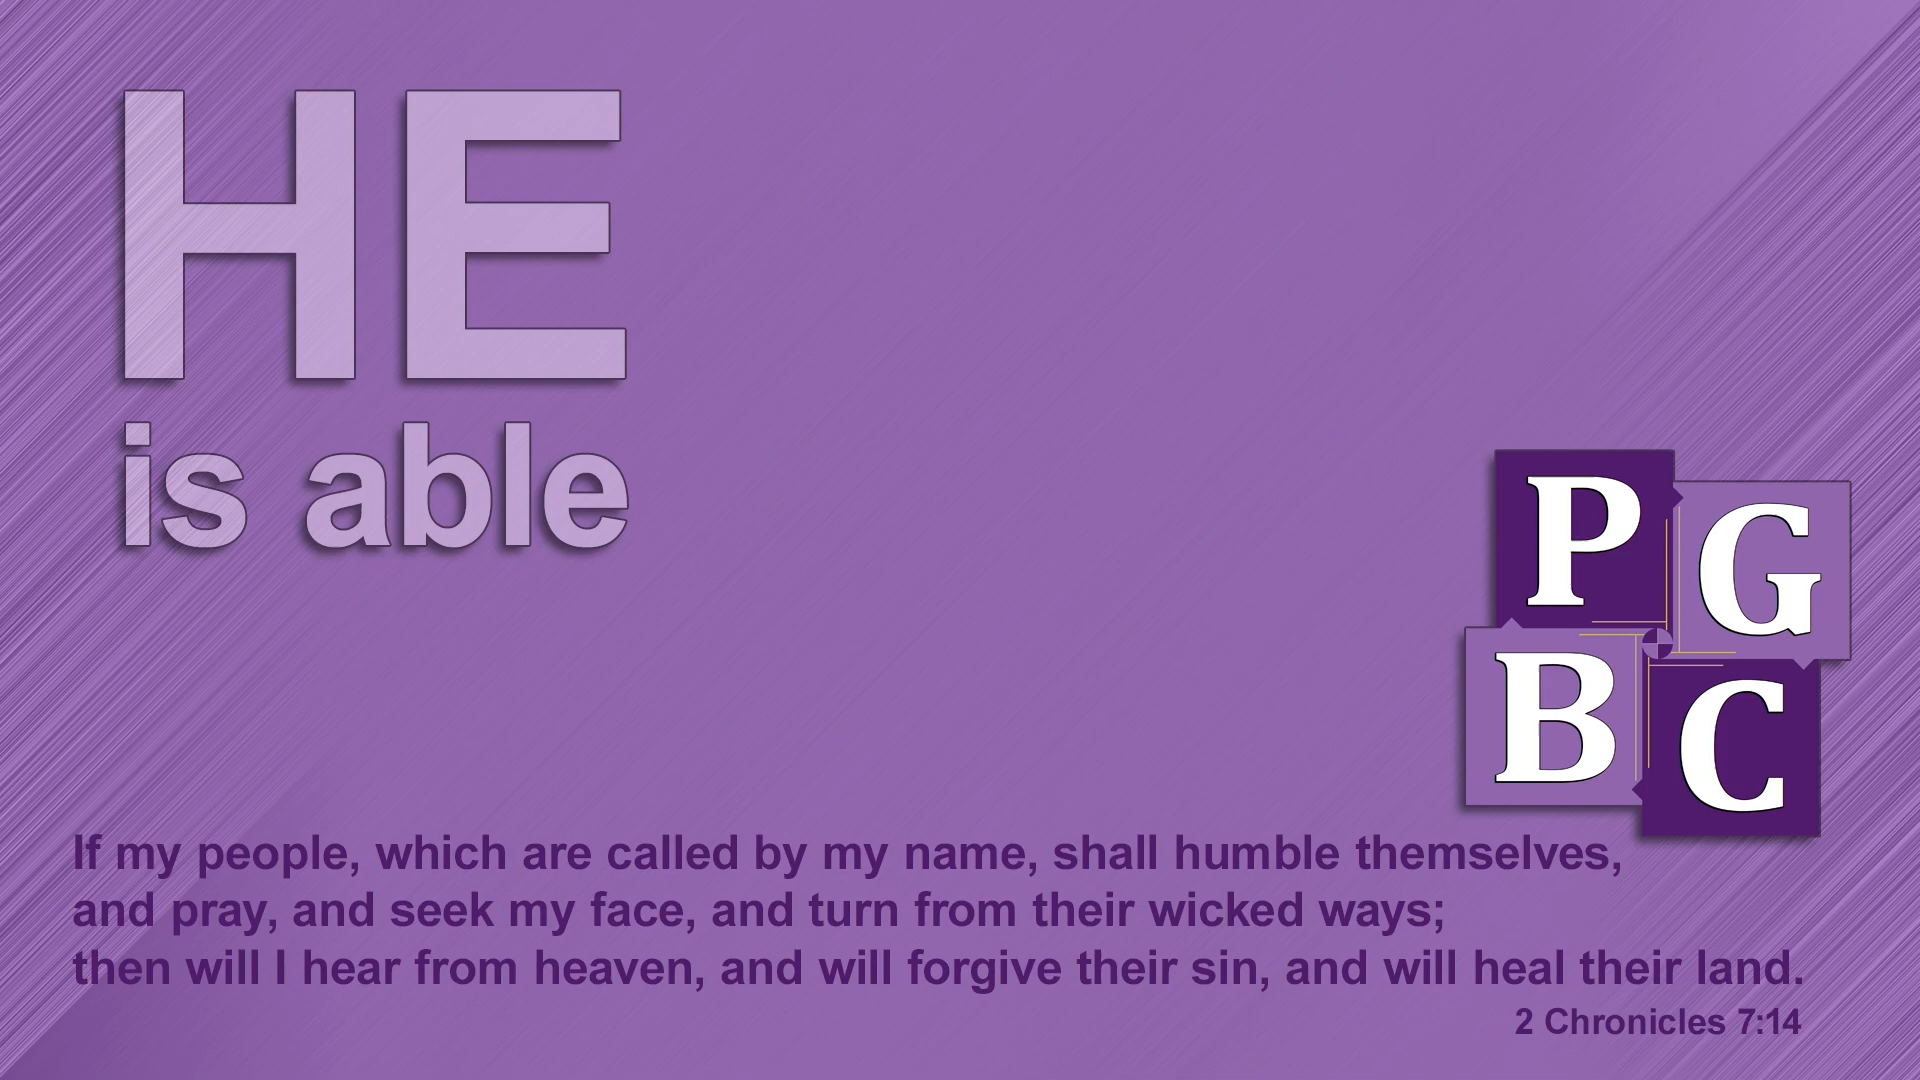 HE
is able
P G
B C
If my people, which are called by my name, shall humble themselves,
and pray, and seek my face, and turn from their wicked ways;
then will I hear from heaven, and will forgive their sin, and will heal their land.
2 Chronicles 7:14